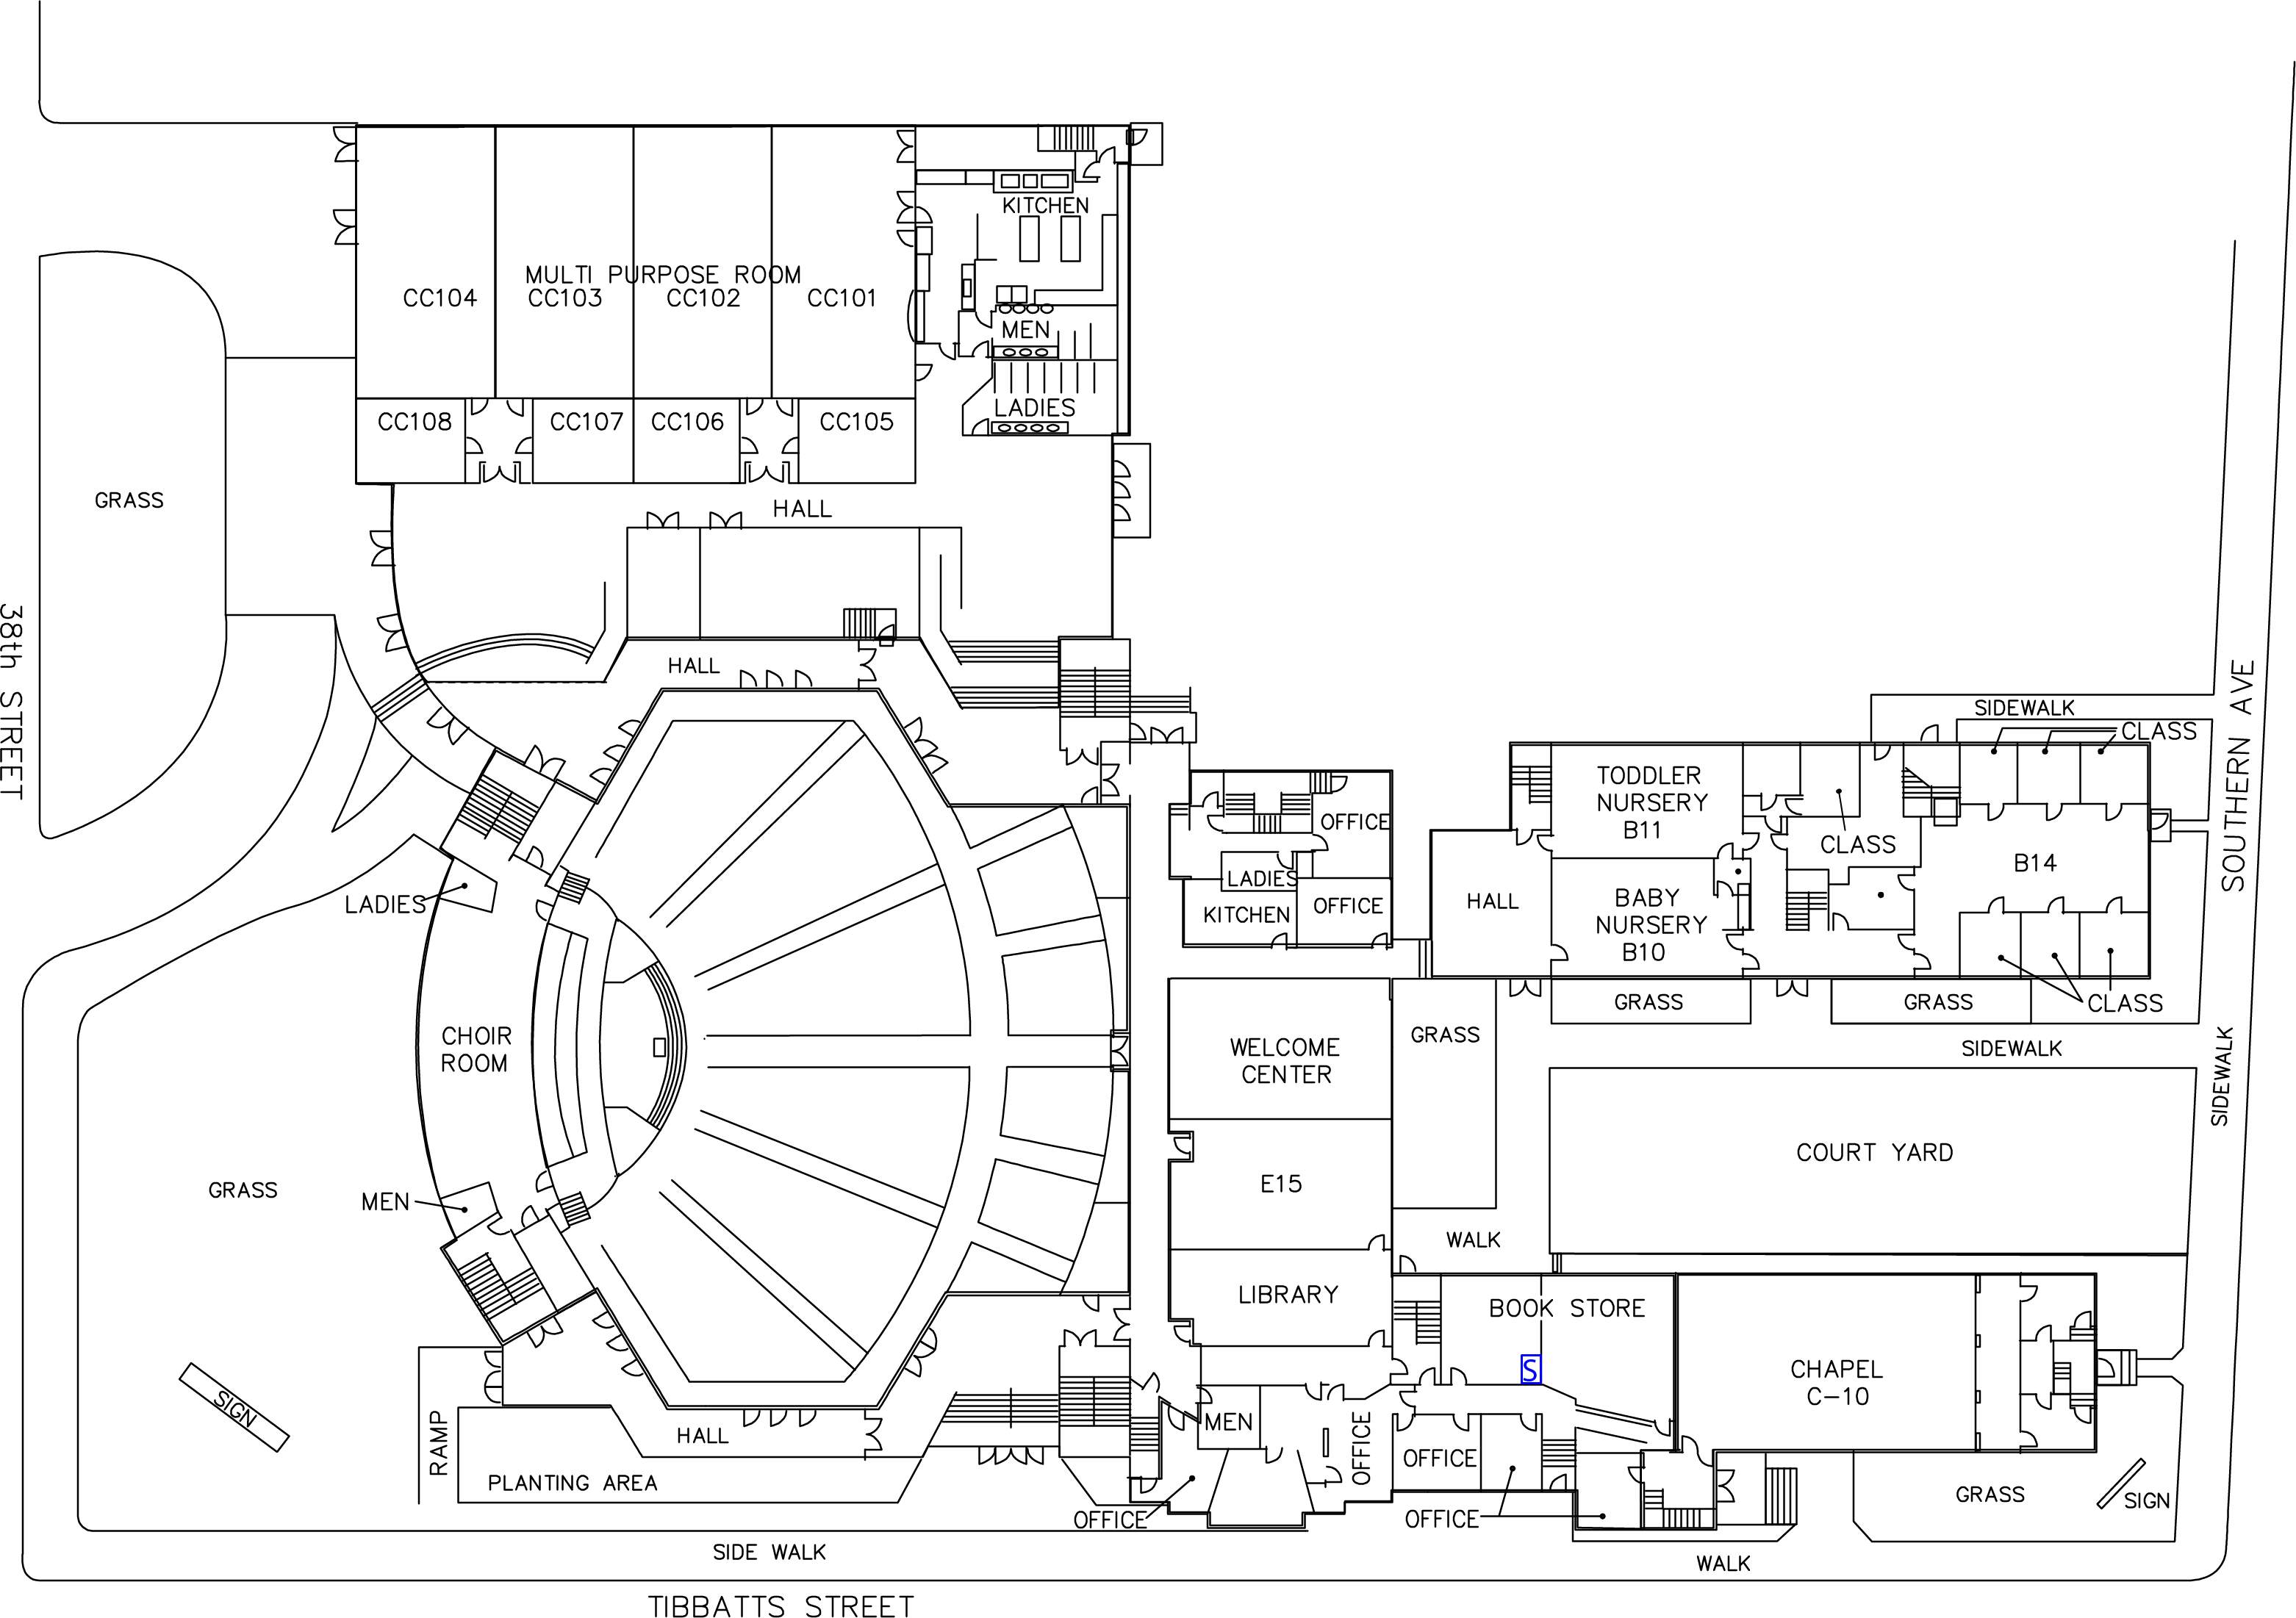 KITCHEN
MULTI PURPOSE ROOM
CC104
CC103
CC102
CC101
MEN
LADIES
CC108
CC107
CC106
CC105
GRASS
HALL
38th STREET
HALL
SIDEWALK
CLASS
SOUTHERN AVE
TODDLER
NURSERY
B11
OFFICE
CLASS
B14
LADIES
KITCHEN
OFFICE
HALL
BABY
NURSERY
B10
LADIES
GRASS
GRASS
CLASS
CHOIR
ROOM
WELCOME
CENTER
GRASS
SIDEWALK
SIDEWALK
COURT YARD
GRASS
MEN
E15
WALK
LIBRARY
BOOK STORE
S
CHAPEL
C-10
SIGN
RAMP
HALL
MEN
OFFICE
OFFICE
PLANTING AREA
GRASS
SIGN
OFFICE
OFFICE
SIDE WALK
WALK
TIBBATTS STREET